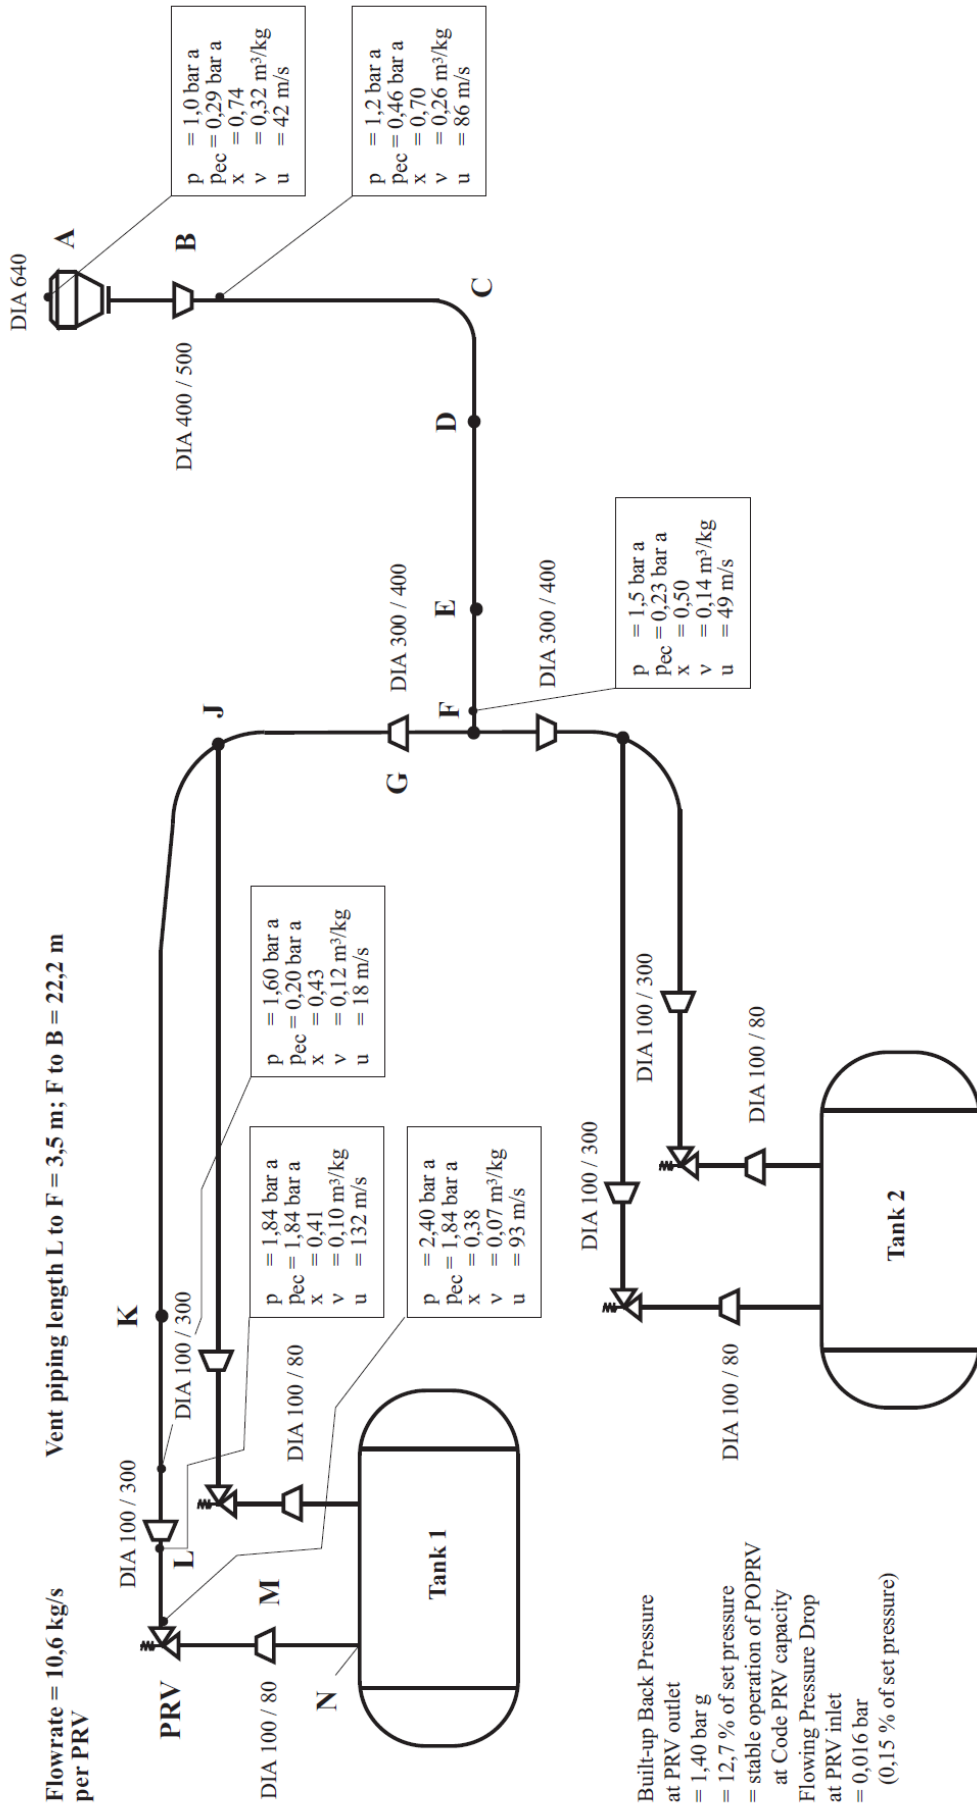 Flowrate = 10,6 kg/s
per PRV
Vent piping length L to F = 3,5 m; F to B = 22,2 m
DIA 640
A
p = 1,0 bar a
pec = 0,29 bar a
x = 0,74
v = 0,32 m³/kg
u = 42 m/s
B
DIA 400 / 500
p = 1,2 bar a
pec = 0,46 bar a
x = 0,70
v = 0,26 m³/kg
u = 86 m/s
C
D
E
F
G
J
DIA 300 / 400
DIA 300 / 400
p = 1,5 bar a
pec = 0,23 bar a
x = 0,50
v = 0,14 m³/kg
u = 49 m/s
K
DIA 100 / 300
DIA 100 / 300
p = 1,60 bar a
pec = 0,20 bar a
x = 0,43
v = 0,12 m³/kg
u = 18 m/s
L
p = 1,84 bar a
pec = 1,84 bar a
x = 0,41
v = 0,10 m³/kg
u = 132 m/s
p = 2,40 bar a
pec = 1,84 bar a
x = 0,38
v = 0,07 m³/kg
u = 93 m/s
PRV
M
N
DIA 100 / 80
DIA 100 / 80
Tank 1
DIA 100 / 300
DIA 100 / 300
DIA 100 / 80
DIA 100 / 80
Tank 2
Built-up Back Pressure
at PRV outlet
= 1,40 bar g
= 12,7 % of set pressure
= stable operation of POPRV
at Code PRV capacity
Flowing Pressure Drop
at PRV inlet
= 0,016 bar
(0,15 % of set pressure)